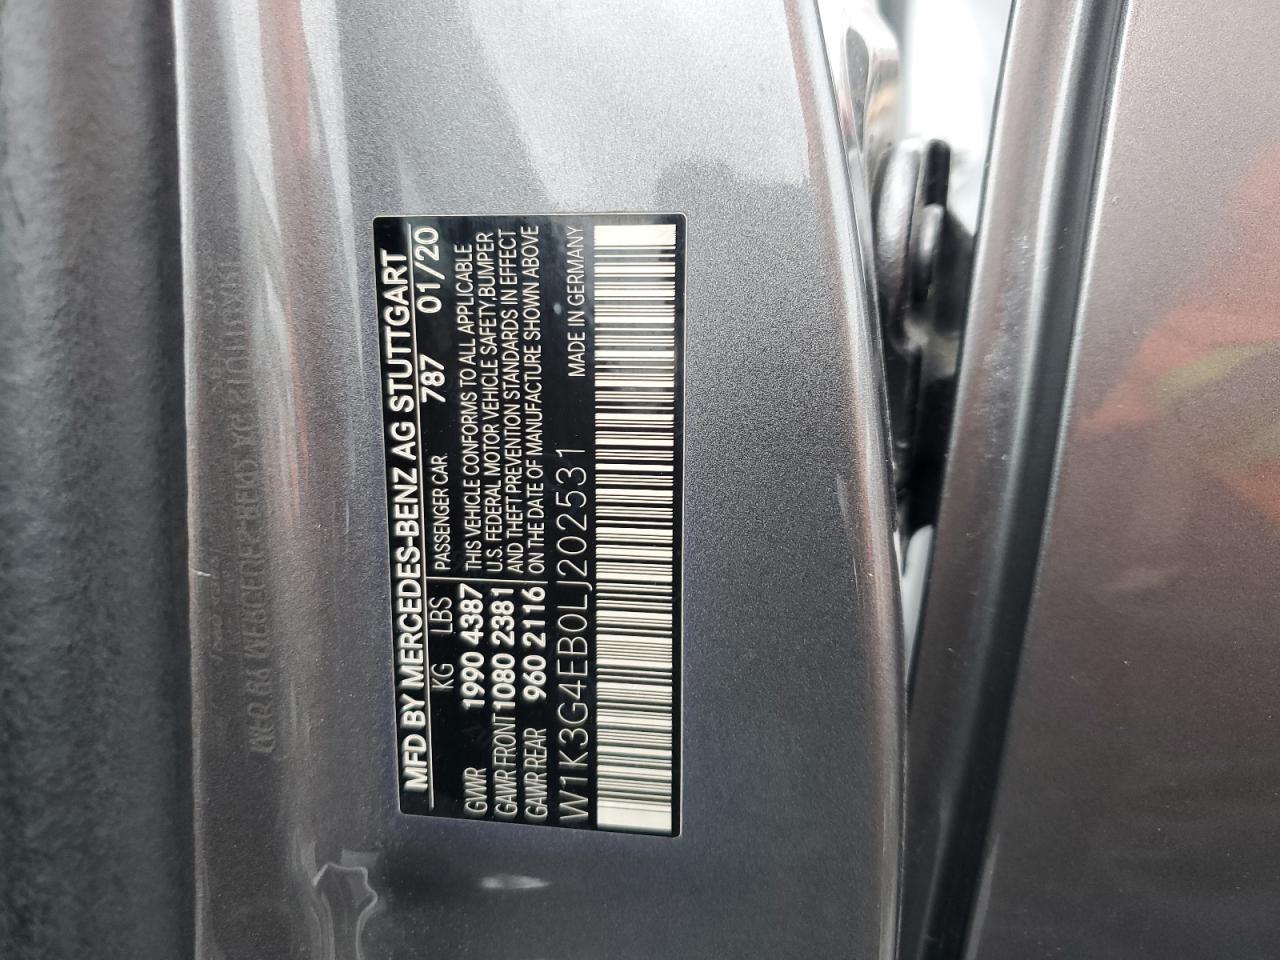 MFD BY MERCEDES-BENZ AG STUTTGART
KG LBS PASSENGER CAR 787 01/20
GVWR 1990 4387 THIS VEHICLE CONFORMS TO ALL APPLICABLE
GAWR FRONT 1080 2381 U.S. FEDERAL MOTOR VEHICLE SAFETY,BUMPER
AND THEFT PREVENTION STANDARDS IN EFFECT
GAWR REAR 960 2116 ON THE DATE OF MANUFACTURE SHOWN ABOVE
W1K3G4EB0LJ202531 MADE IN GERMANY